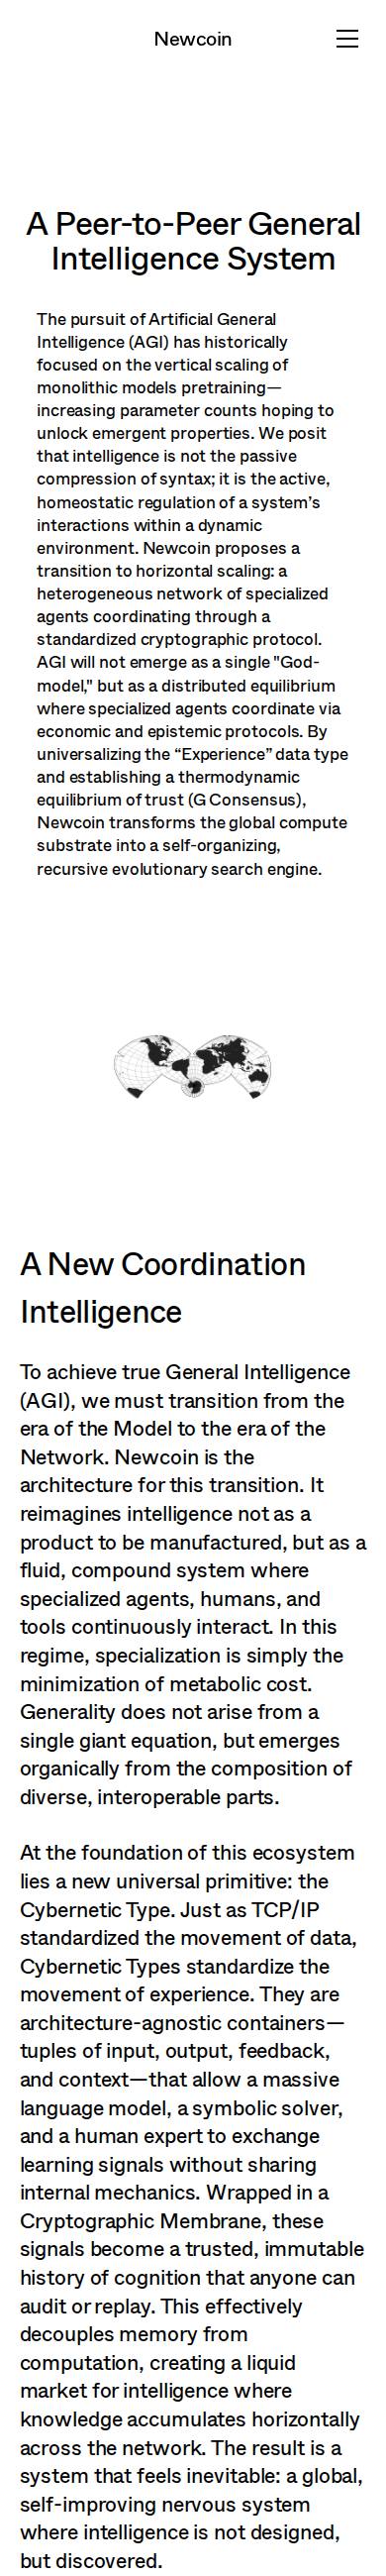 Newcoin
A Peer-to-Peer General
Intelligence System
The pursuit of Artificial General
Intelligence (AGI) has historically
focused on the vertical scaling of
monolithic models pretraining—
increasing parameter counts hoping to
unlock emergent properties. We posit
that intelligence is not the passive
compression of syntax; it is the active,
homeostatic regulation of a system’s
interactions within a dynamic
environment. Newcoin proposes a
transition to horizontal scaling: a
heterogeneous network of specialized
agents coordinating through a
standardized cryptographic protocol.
AGI will not emerge as a single "God-
model," but as a distributed equilibrium
where specialized agents coordinate via
economic and epistemic protocols. By
universalizing the “Experience” data type
and establishing a thermodynamic
equilibrium of trust (G Consensus),
Newcoin transforms the global compute
substrate into a self-organizing,
recursive evolutionary search engine.
A New Coordination
Intelligence
To achieve true General Intelligence
(AGI), we must transition from the
era of the Model to the era of the
Network. Newcoin is the
architecture for this transition. It
reimagines intelligence not as a
product to be manufactured, but as a
fluid, compound system where
specialized agents, humans, and
tools continuously interact. In this
regime, specialization is simply the
minimization of metabolic cost.
Generality does not arise from a
single giant equation, but emerges
organically from the composition of
diverse, interoperable parts.
At the foundation of this ecosystem
lies a new universal primitive: the
Cybernetic Type. Just as TCP/IP
standardized the movement of data,
Cybernetic Types standardize the
movement of experience. They are
architecture-agnostic containers—
tuples of input, output, feedback,
and context—that allow a massive
language model, a symbolic solver,
and a human expert to exchange
learning signals without sharing
internal mechanics. Wrapped in a
Cryptographic Membrane, these
signals become a trusted, immutable
history of cognition that anyone can
audit or replay. This effectively
decouples memory from
computation, creating a liquid
market for intelligence where
knowledge accumulates horizontally
across the network. The result is a
system that feels inevitable: a global,
self-improving nervous system
where intelligence is not designed,
but discovered.